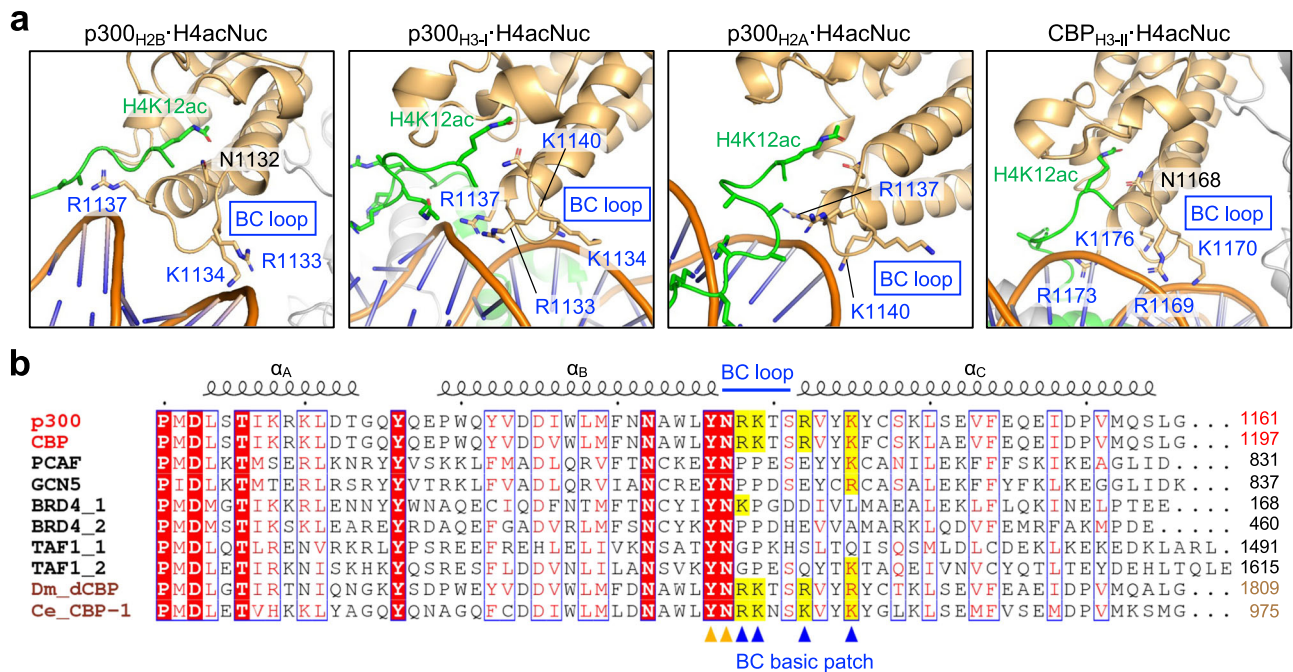 a
p300H2B·H4acNuc
p300H3-I·H4acNuc
p300H2A·H4acNuc
CBPH3-II·H4acNuc
H4K12ac
N1132
R1137
BC loop
K1134
R1133
H4K12ac
K1140
R1137
BC loop
K1134
R1133
H4K12ac
R1137
BC loop
K1140
H4K12ac
N1168
BC loop
K1176
K1170
R1173
R1169
b
αA αB BC loop αC
p300 PMDLSTIKRKLDTGQYQEPWQYVDDIWLMFNNAWLYNRKTSRVYKYCSKLSEVFEQEIDPVMQSLG... 1161
CBP PMDLSTIKRKLDTGQYQEPWQYVDDVWLMFNNAWLYNRKTSRVYKFCSKLAEVFEQEIDPVMQSLG... 1197
PCAF PMDLKTMSERLKNRYYVSKKLFMADLQRVFTNCKEYNPPESEYYKCANILEKFFFSKIKEAGLID.... 831
GCN5 PIDLKTMTERLRSRYYVTRKLFVADLQRVIANCREYNPPDSEYCRCASALEKFFYFKLKEGGLID.... 837
BRD4_1 PMDMGTIKKRLENNYYWNAQECIQDFNTMFTNCYIYNKPGDDIVLMAEALEKLFLQKINELPTEE.... 168
BRD4_2 PMDLSTIKSKLEAREYRDAQEFGADVRLMFSNCYKYNPPDHEVVAMARKLQDVFEMRFAKMPDE..... 460
TAF1_1 PMDLQTLRENVRKRLYPSREEFREHLELIVKNSATYNGPKHSLTQISQSMLDLCDEKLKEKEDKLARL. 1491
TAF1_2 PMDLETIRKNISKHKYQSRESFLDDVNLILANSVKYNGPESQYTKTAQEIVNVCYQTLTEYDEHLTQLE 1615
Dm_dCBP PMDLGTIRTNIQNGKYSDPWEYVDDVWLMFDNAWLYNRKTSRVYRYCTKLSEVFEAEIDPVMQALG... 1809
Ce_CBP-1 PMDLETVHKKLYAGQYQNAGQFCDDIWLMLDNAWLYNRKNSKVYKYGLKLSEMFVSEMDPVMKSMG... 975
BC basic patch